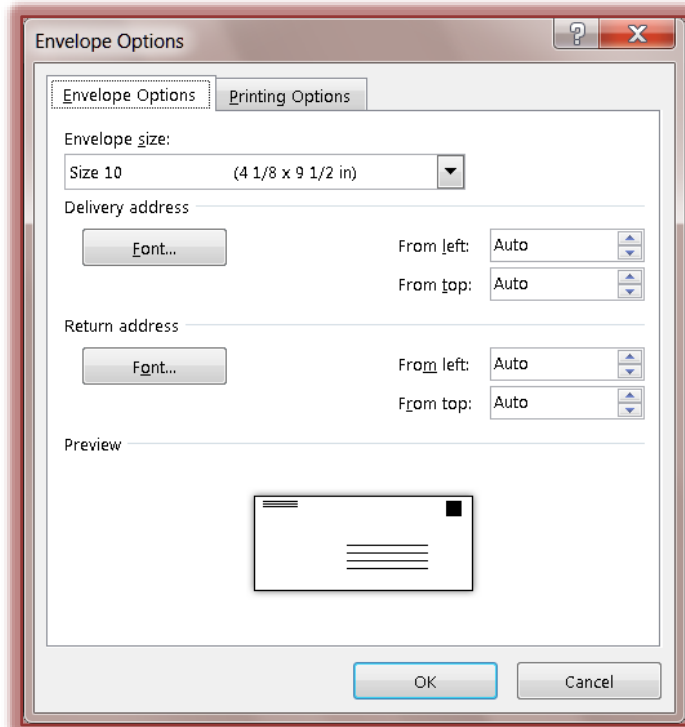 Envelope Options
Envelope Options Printing Options
Envelope size:
Size 10 (4 1/8 x 9 1/2 in)
Delivery address
Font... From left: Auto
From top: Auto
Return address
Font... From left: Auto
From top: Auto
Preview
OK Cancel